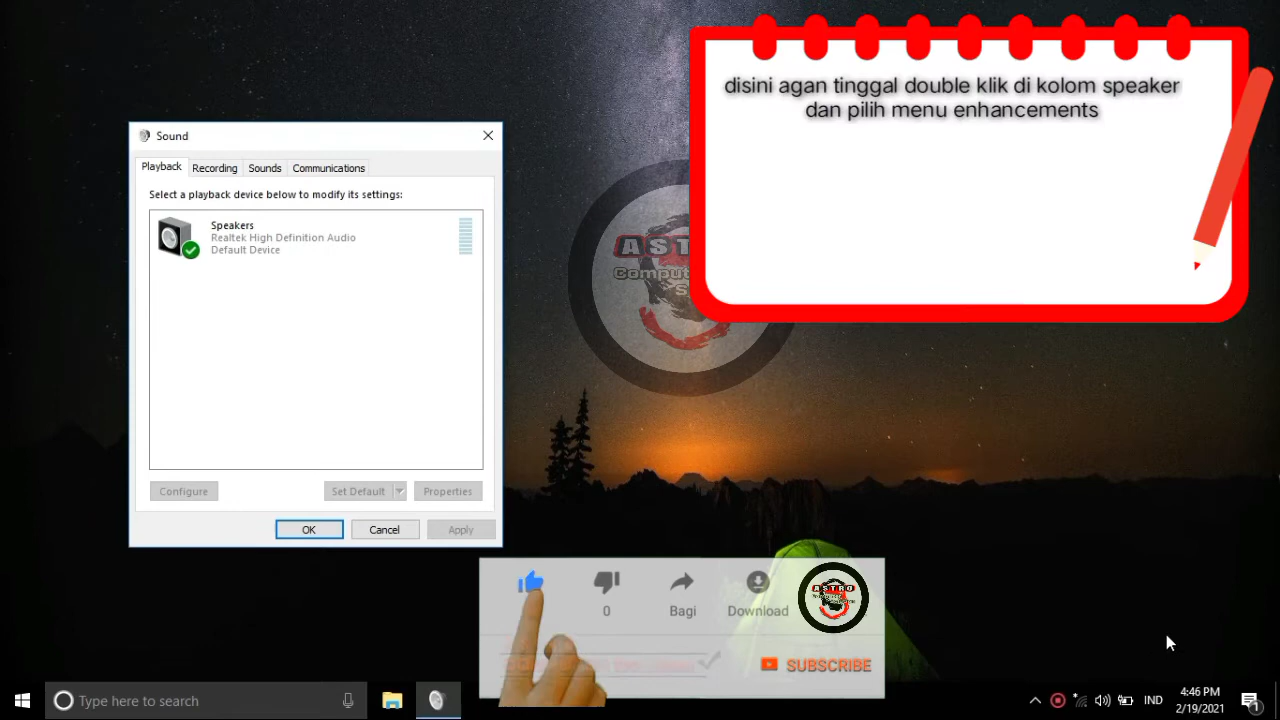 disini agan tinggal double klik di kolom speaker
dan pilih menu enhancements
Sound
Playback
Recording
Sounds
Communications
Select a playback device below to modify its settings:
Speakers
Realtek High Definition Audio
Default Device
Configure
Set Default
Properties
OK
Cancel
Apply
ASTRO
0
Bagi
Download
SUBSCRIBE
Type here to search
IND
4:46 PM
2/19/2021
1